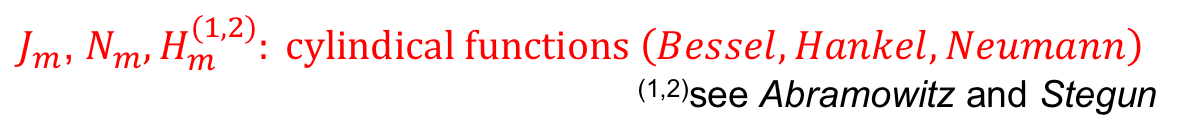 J_m, N_m, H_m^(1,2): cylindical functions (Bessel, Hankel, Neumann)
(1,2)see Abramowitz and Stegun